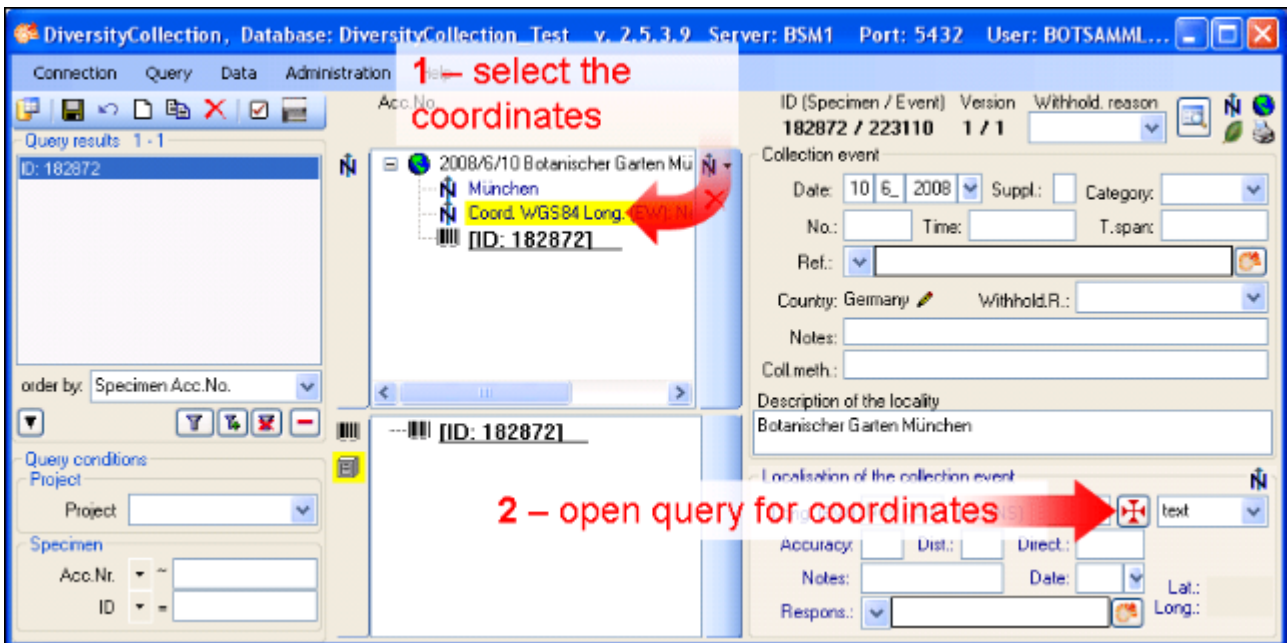 DiversityCollection, Database: DiversityCollection_Test v. 2.5.3.9 Server: BSM1 Port: 5432 User: BOTSAMML...
Connection Query Data Administration
1 – select the
coordinates
Acc.No.
ID (Specimen / Event) Version Withhold. reason
182872 / 223110 1 / 1
Query results 1 - 1
ID: 182872
2008/6/10 Botanischer Garten Mü
München
Coord. WGS84 Long. (EW): N
[ID: 182872]
Collection event
Date: 10 6_ 2008 Suppl.: Category:
No.: Time: T.span:
Ref.:
Country: Germany Withhold.R.:
Notes:
Coll.meth.:
Description of the locality
Botanischer Garten München
order by: Specimen Acc.No.
[ID: 182872]
Query conditions
Project
Project
Specimen
Acc.Nr. ~
ID =
Localisation of the collection event
2 – open query for coordinates
text
Accuracy: Dist.: Direct.:
Notes: Date:
Lat.:
Respons.: Long.: